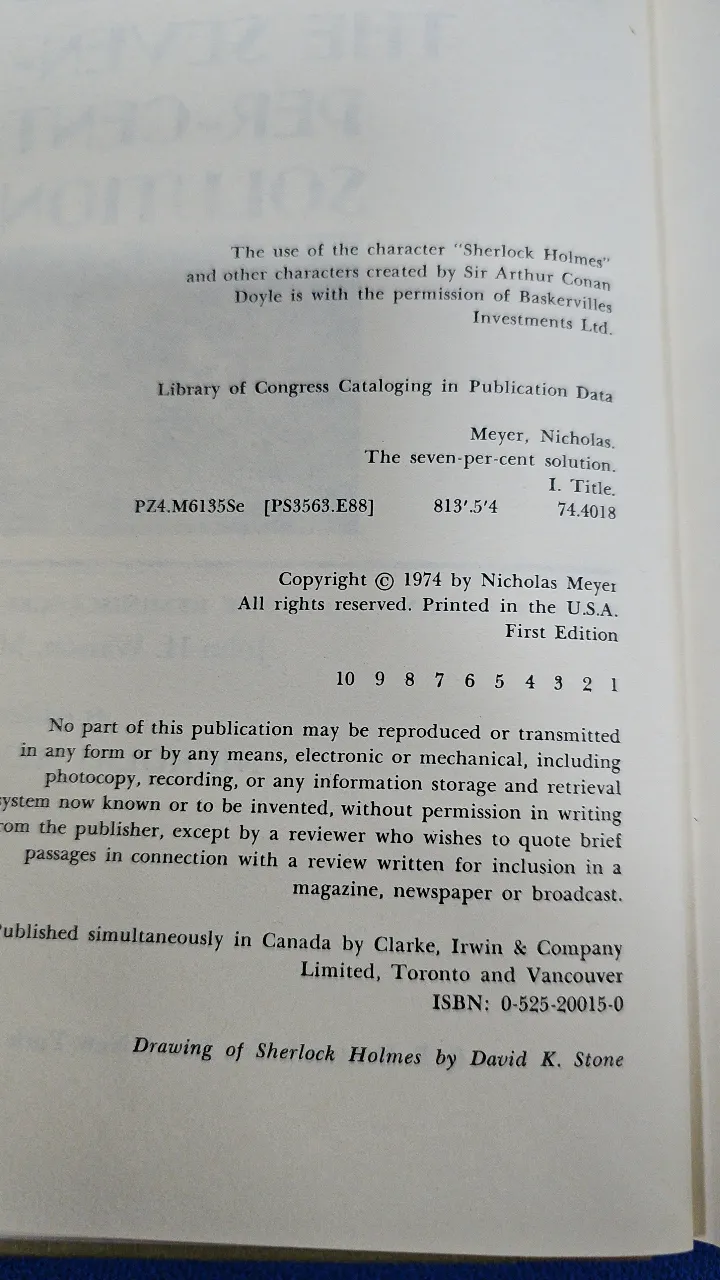 The use of the character "Sherlock Holmes"
and other characters created by Sir Arthur Conan
Doyle is with the permission of Baskervilles
Investments Ltd.
Library of Congress Cataloging in Publication Data
Meyer, Nicholas.
The seven-per-cent solution.
I. Title.
PZ4.M6135Se [PS3563.E88] 813'.5'4 74.4018
Copyright © 1974 by Nicholas Meyer
All rights reserved. Printed in the U.S.A.
First Edition
10 9 8 7 6 5 4 3 2 1
No part of this publication may be reproduced or transmitted
in any form or by any means, electronic or mechanical, including
photocopy, recording, or any information storage and retrieval
ystem now known or to be invented, without permission in writing
rom the publisher, except by a reviewer who wishes to quote brief
passages in connection with a review written for inclusion in a
magazine, newspaper or broadcast.
ublished simultaneously in Canada by Clarke, Irwin & Company
Limited, Toronto and Vancouver
ISBN: 0-525-20015-0
Drawing of Sherlock Holmes by David K. Stone